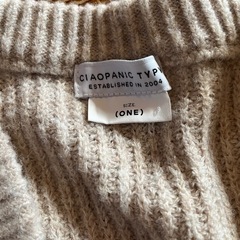 CIAOPANIC TYP
ESTABLISHED IN 2004
SIZE
(ONE)